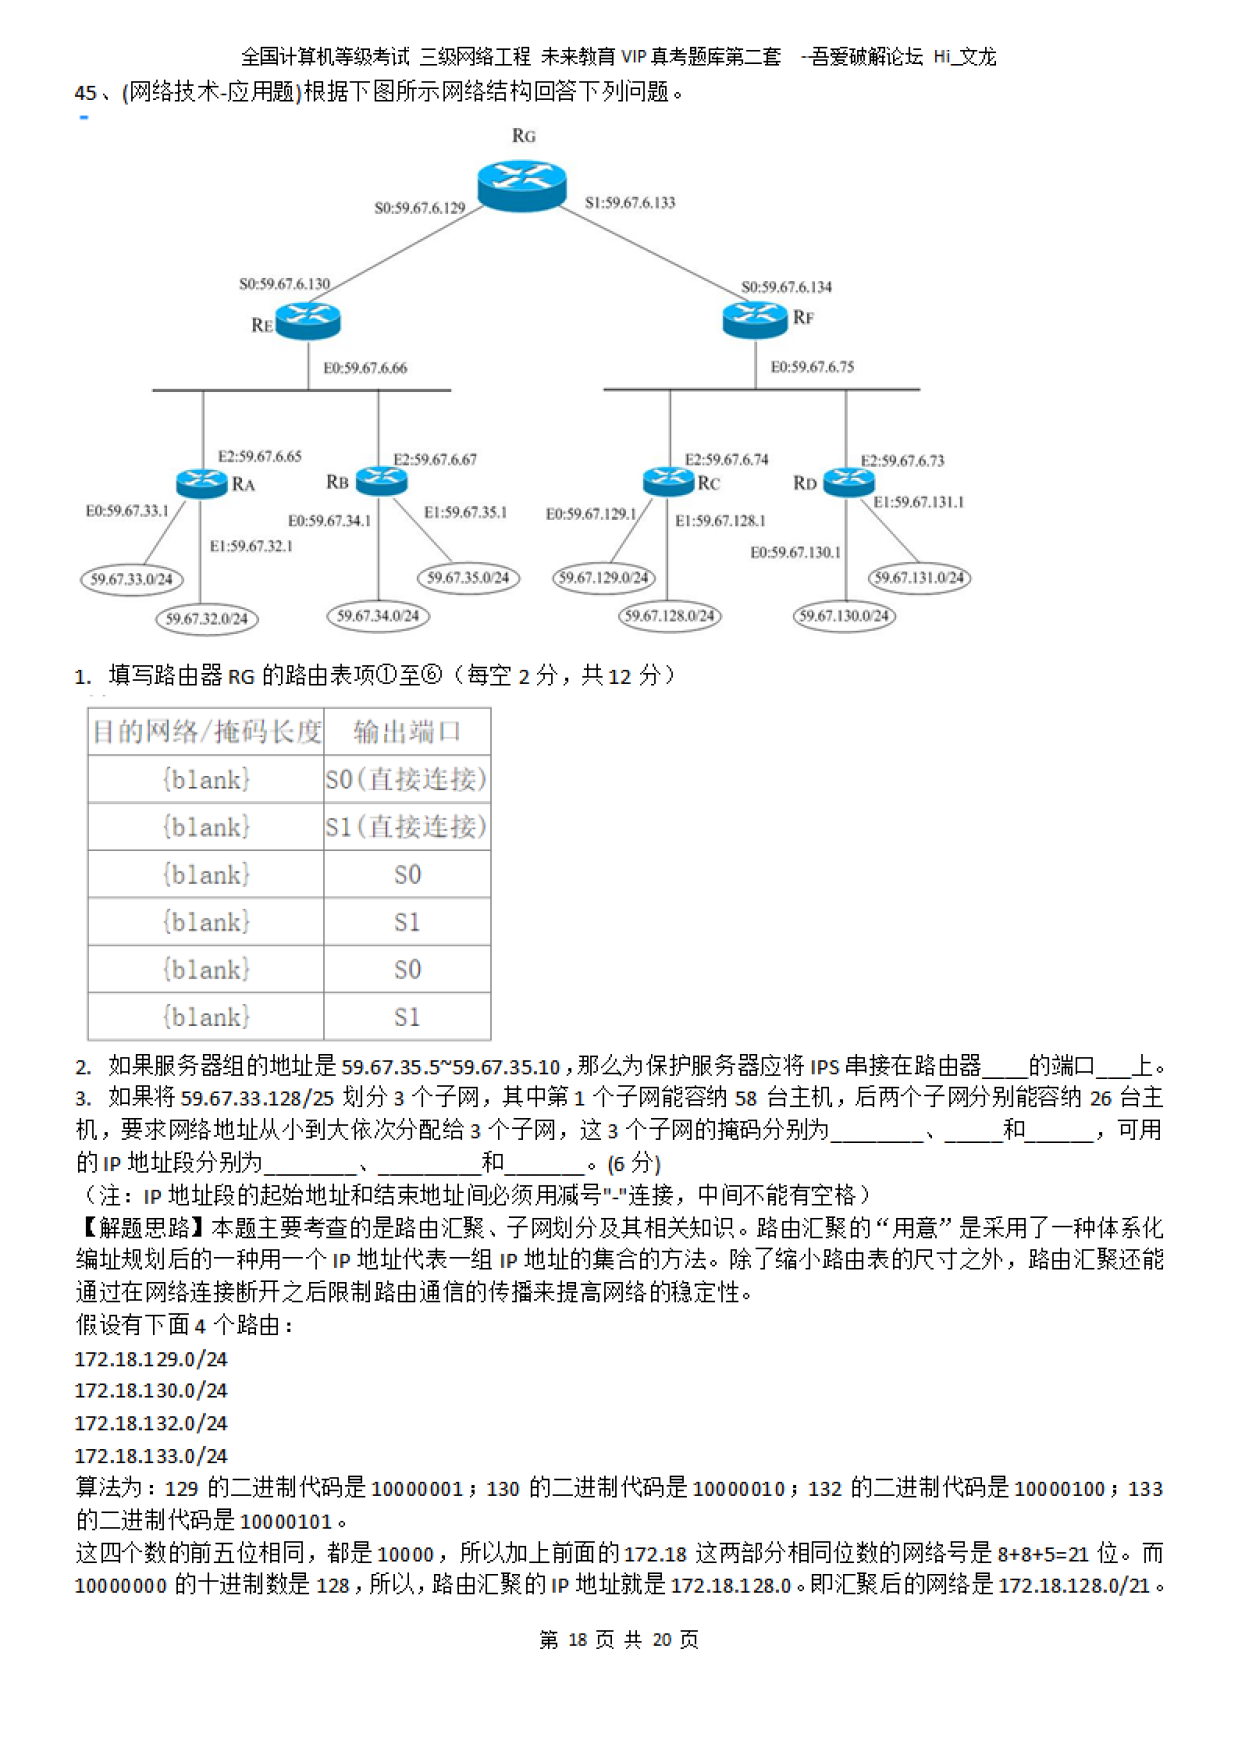 全国计算机等级考试 三级网络工程 未来教育 VIP 真考题库第二套 --吾爱破解论坛 Hi_文龙
45、(网络技术-应用题)根据下图所示网络结构回答下列问题。
RG
S0:59.67.6.129
S1:59.67.6.133
S0:59.67.6.130
S0:59.67.6.134
RE
RF
E0:59.67.6.66
E0:59.67.6.75
E2:59.67.6.65
E2:59.67.6.67
E2:59.67.6.74
E2:59.67.6.73
RA
RB
RC
RD
E0:59.67.33.1
E0:59.67.34.1
E1:59.67.35.1
E0:59.67.129.1
E1:59.67.128.1
E1:59.67.131.1
E1:59.67.32.1
E0:59.67.130.1
59.67.33.0/24
59.67.35.0/24
59.67.129.0/24
59.67.131.0/24
59.67.32.0/24
59.67.34.0/24
59.67.128.0/24
59.67.130.0/24
1. 填写路由器 RG 的路由表项①至⑥（每空 2 分，共 12 分）
目的网络/掩码长度 输出端口
{blank} S0(直接连接)
{blank} S1(直接连接)
{blank} S0
{blank} S1
{blank} S0
{blank} S1
2. 如果服务器组的地址是 59.67.35.5~59.67.35.10，那么为保护服务器应将 IPS 串接在路由器____的端口___上。
3. 如果将 59.67.33.128/25 划分 3 个子网，其中第 1 个子网能容纳 58 台主机，后两个子网分别能容纳 26 台主
机，要求网络地址从小到大依次分配给 3 个子网，这 3 个子网的掩码分别为________、_____和______，可用
的 IP 地址段分别为________、_________和_______。(6 分)
（注：IP 地址段的起始地址和结束地址间必须用减号"-"连接，中间不能有空格）
【解题思路】本题主要考查的是路由汇聚、子网划分及其相关知识。路由汇聚的“用意”是采用了一种体系化
编址规划后的一种用一个 IP 地址代表一组 IP 地址的集合的方法。除了缩小路由表的尺寸之外，路由汇聚还能
通过在网络连接断开之后限制路由通信的传播来提高网络的稳定性。
假设有下面 4 个路由：
172.18.129.0/24
172.18.130.0/24
172.18.132.0/24
172.18.133.0/24
算法为：129 的二进制代码是 10000001；130 的二进制代码是 10000010；132 的二进制代码是 10000100；133
的二进制代码是 10000101。
这四个数的前五位相同，都是 10000，所以加上前面的 172.18 这两部分相同位数的网络号是 8+8+5=21 位。而
10000000 的十进制数是 128，所以，路由汇聚的 IP 地址就是 172.18.128.0。即汇聚后的网络是 172.18.128.0/21。
第 18 页 共 20 页